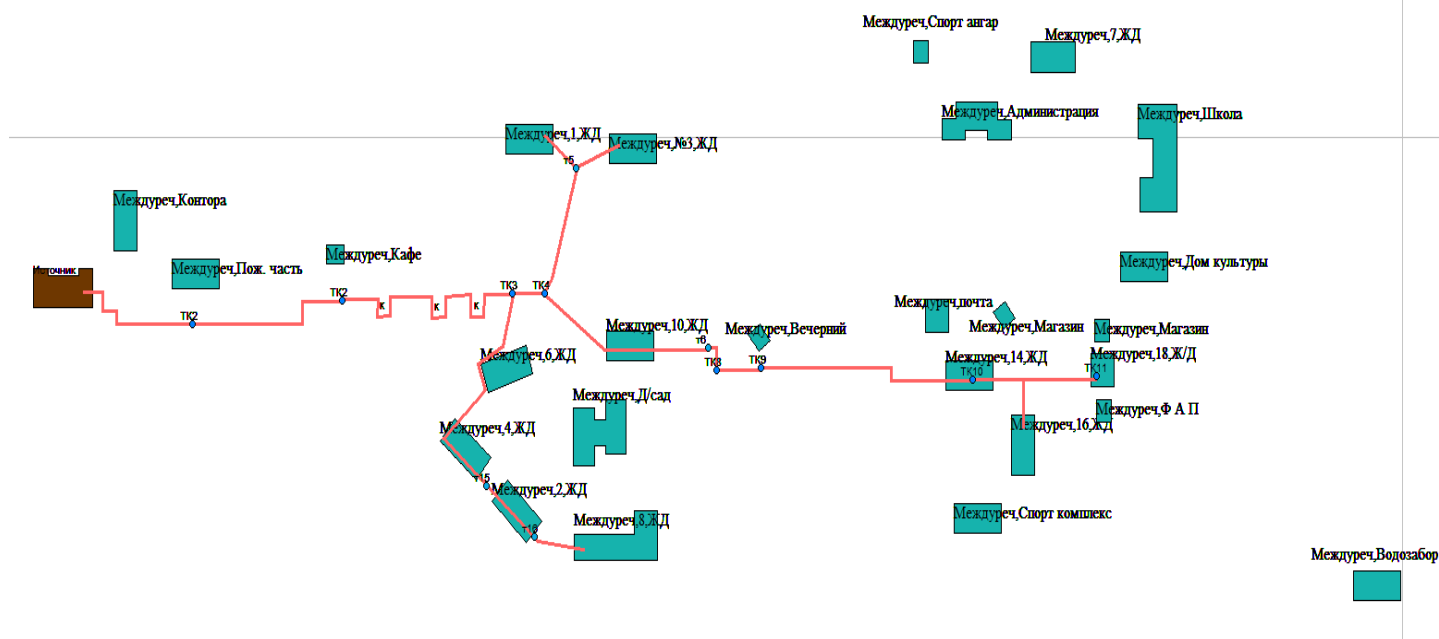 Междуреч,Спорт ангар
Междуреч,7,ЖД
Междуреч,Администрация
Междуреч,Школа
Междуреч,1,ЖД
Междуреч,№3,ЖД
т5
Междуреч,Контора
Междуреч,Кафе
Междуреч,Пож. часть
Источник
Междуреч,Дом культуры
ТК2
ТК3
ТК4
к
к
к
ТК2
Междуреч,почта
Междуреч,Магазин
Междуреч,Магазин
Междуреч,10,ЖД
Междуреч,Вечерний
т6
Междуреч,6,ЖД
Междуреч,14,ЖД
Междуреч,18,Ж/Д
ТК8
ТК9
ТК10
ТК11
Междуреч,Д/сад
Междуреч,Ф А П
Междуреч,4,ЖД
Междуреч,16,ЖД
т15
Междуреч,2,ЖД
Междуреч,8,ЖД
т16
Междуреч,Спорт комплекс
Междуреч,Водозабор